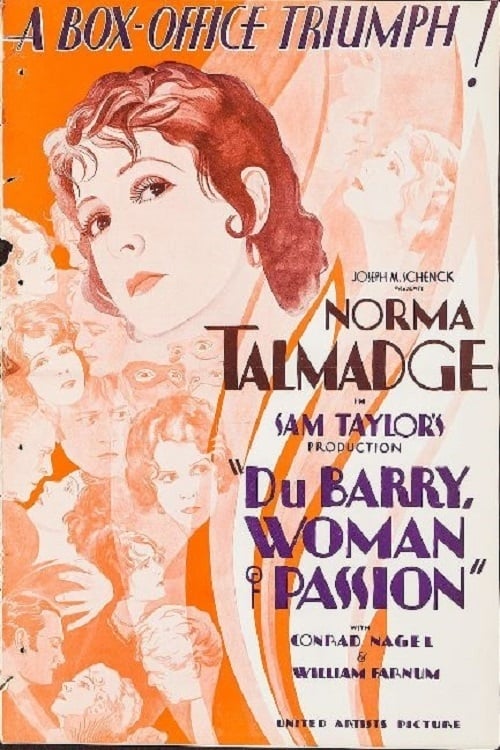 A BOX-OFFICE TRIUMPH!
JOSEPH M. SCHENCK
PRESENTS
NORMA
TALMADGE
IN
SAM TAYLOR'S
PRODUCTION
"DU BARRY,
WOMAN
OF PASSION"
WITH
CONRAD NAGEL
&
WILLIAM FARNUM
UNITED ARTISTS PICTURE